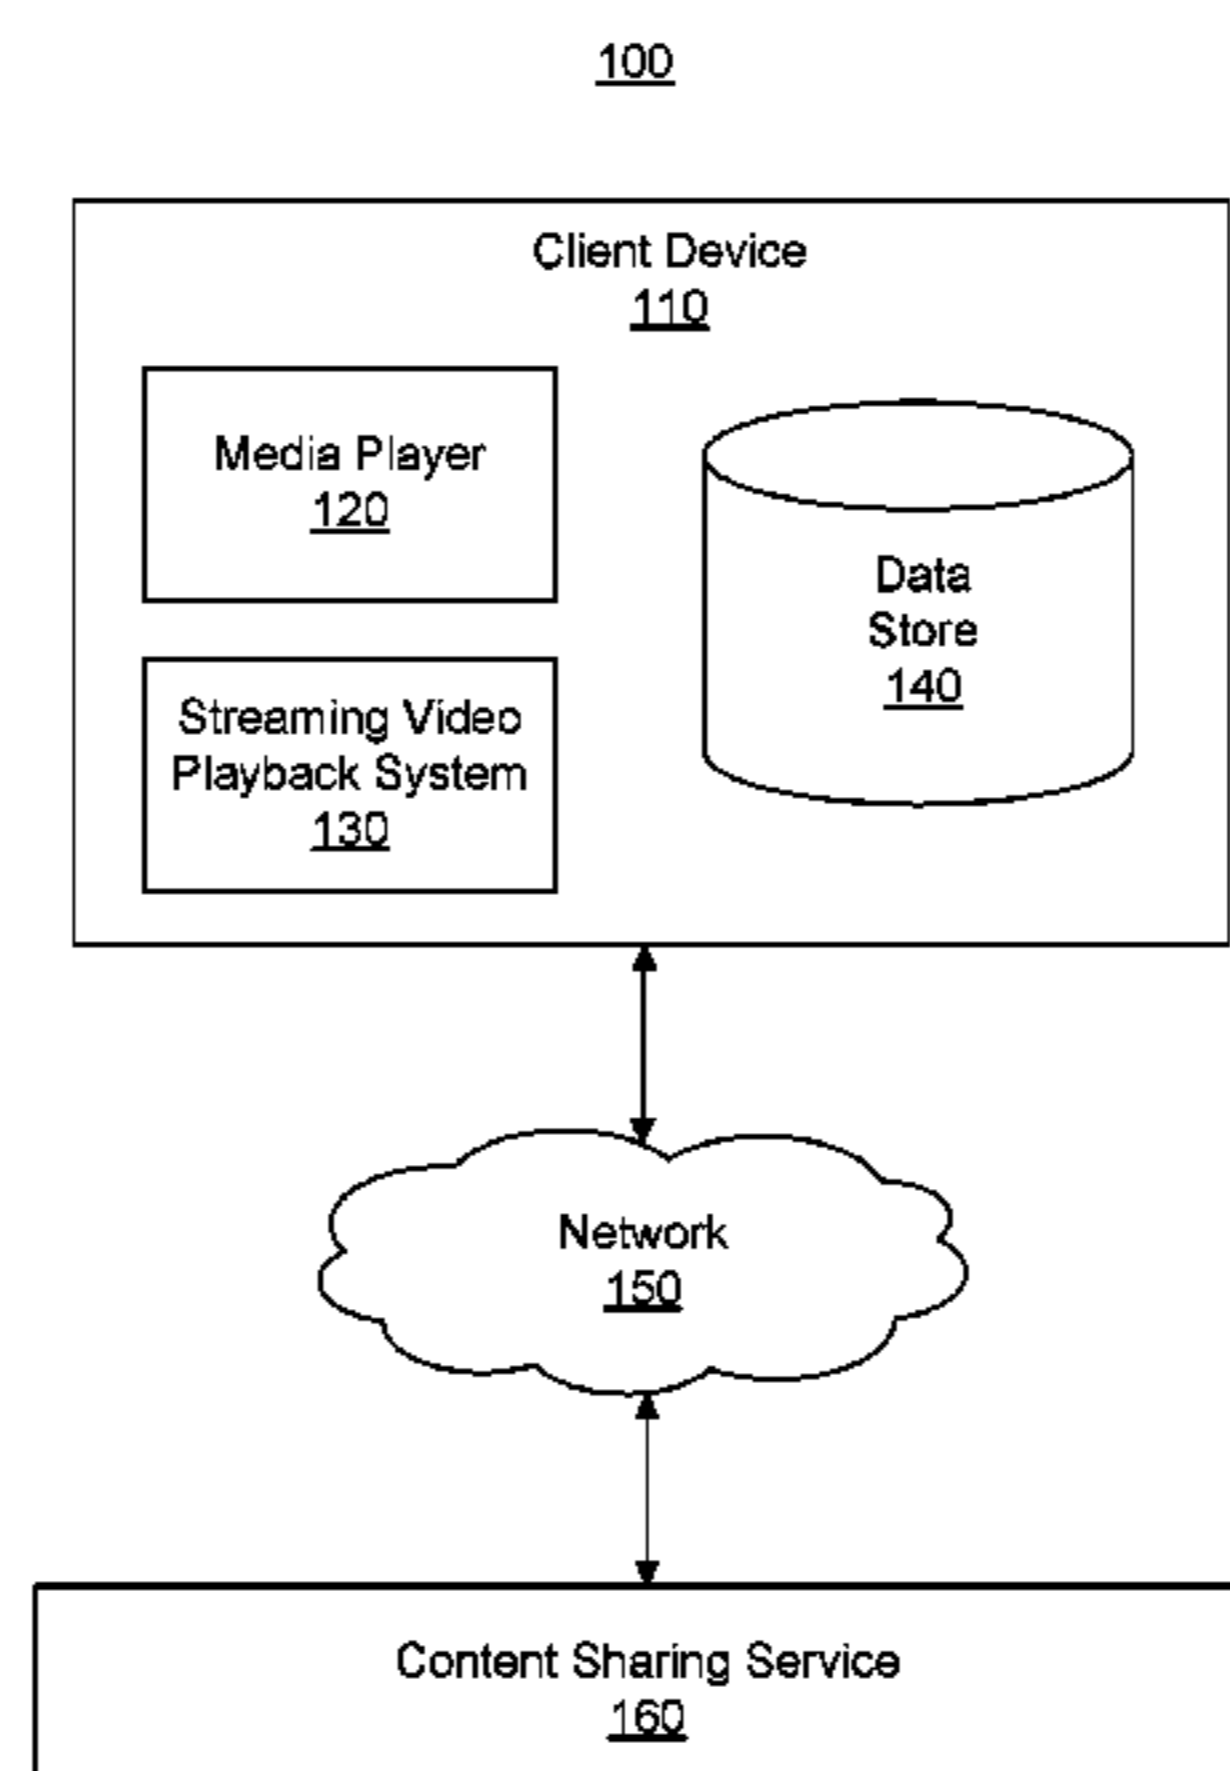 100
Client Device
110
Media Player
120
Streaming Video
Playback System
130
Data
Store
140
Network
150
Content Sharing Service
160